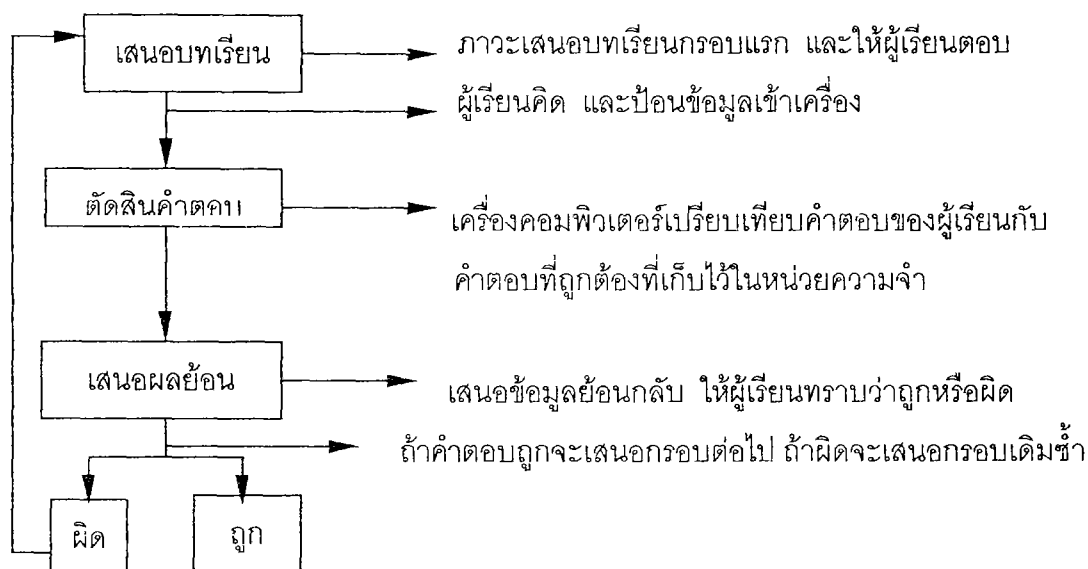 เสนอบทเรียน
ภาวะเสนอบทเรียนกรอบแรก และให้ผู้เรียนตอบ
ผู้เรียนคิด และป้อนข้อมูลเข้าเครื่อง
ตัดสินคำตอบ
เครื่องคอมพิวเตอร์เปรียบเทียบคำตอบของผู้เรียนกับ
คำตอบที่ถูกต้องที่เก็บไว้ในหน่วยความจำ
เสนอผลย้อน
เสนอข้อมูลย้อนกลับ ให้ผู้เรียนทราบว่าถูกหรือผิด
ถ้าคำตอบถูกจะเสนอกรอบต่อไป ถ้าผิดจะเสนอกรอบเดิมซ้ำ
ผิด
ถูก